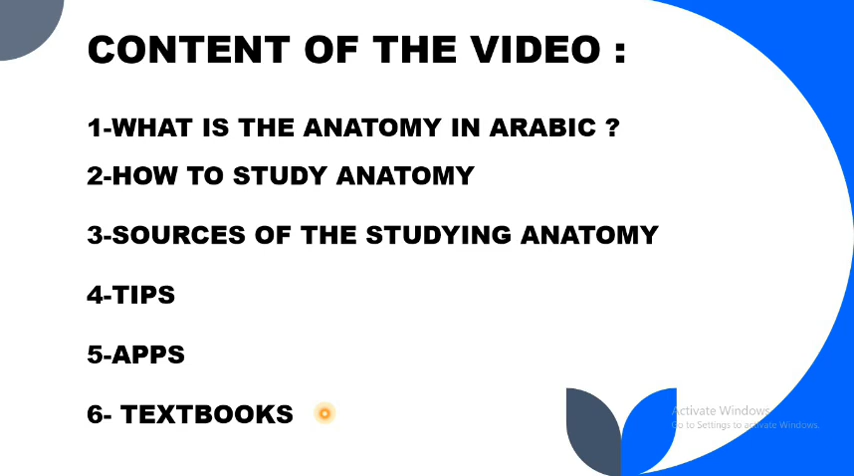 CONTENT OF THE VIDEO :
1-WHAT IS THE ANATOMY IN ARABIC ?
2-HOW TO STUDY ANATOMY
3-SOURCES OF THE STUDYING ANATOMY
4-TIPS
5-APPS
6- TEXTBOOKS
Activate Windows
Go to Settings to activate Windows.